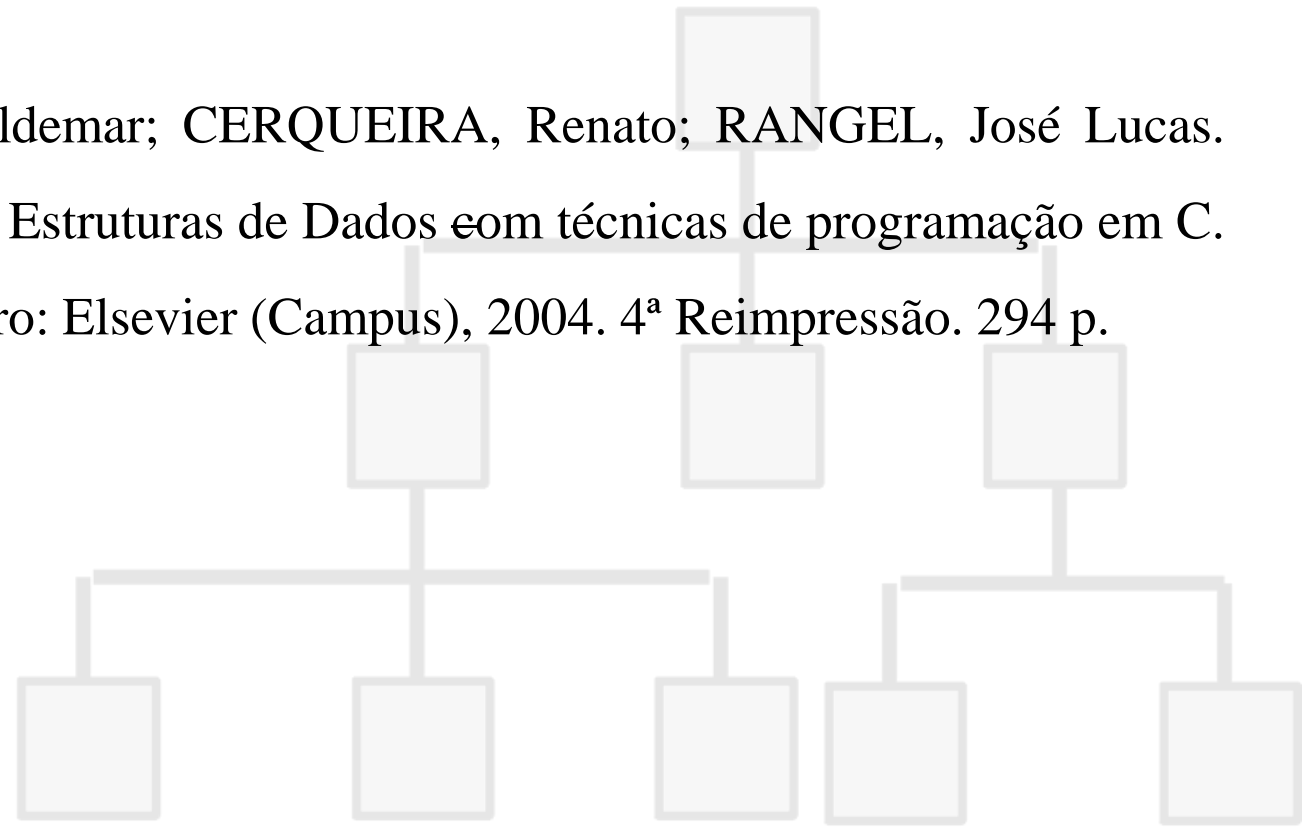 ldemar; CERQUEIRA, Renato; RANGEL, José Lucas.
Estruturas de Dados com técnicas de programação em C.
ro: Elsevier (Campus), 2004. 4ª Reimpressão. 294 p.